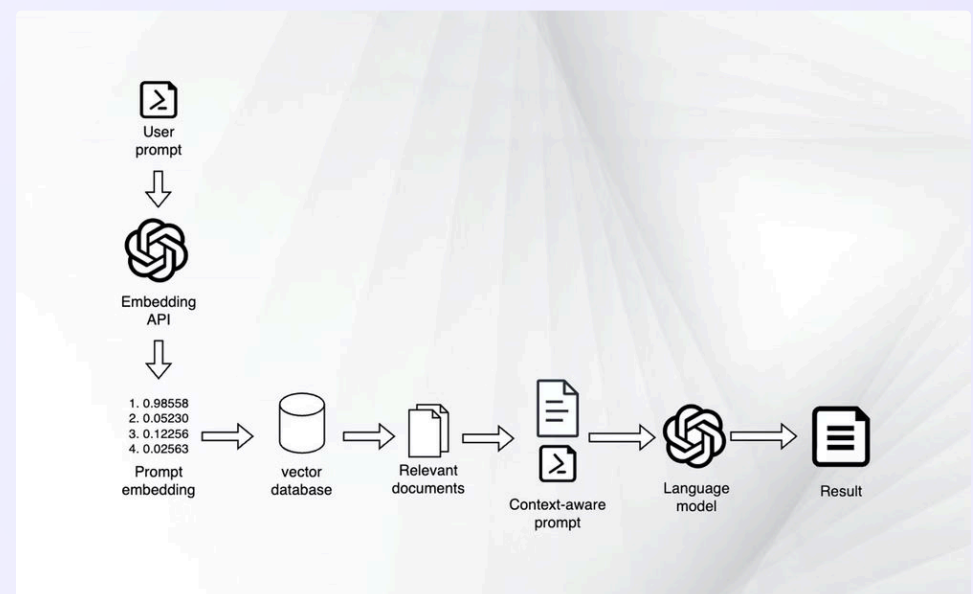 User
prompt
Embedding
API
1. 0.98558
2. 0.05230
3. 0.12256
4. 0.02563
Prompt
embedding
vector
database
Relevant
documents
Context-aware
prompt
Language
model
Result